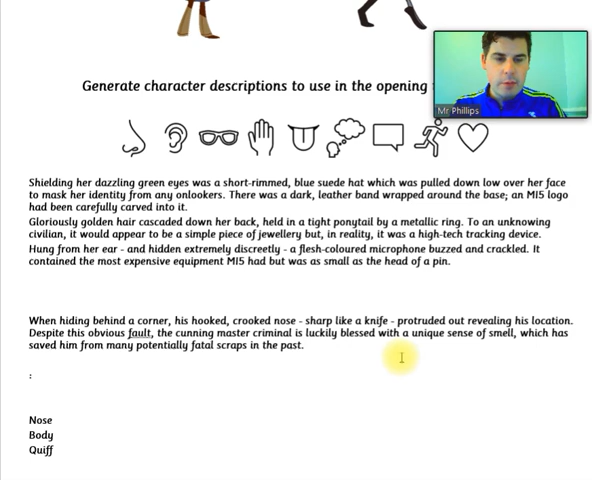 Generate character descriptions to use in the opening
Mr Phillips
Shielding her dazzling green eyes was a short-rimmed, blue suede hat which was pulled down low over her face
to mask her identity from any onlookers. There was a dark, leather band wrapped around the base; an MI5 logo
had been carefully carved into it.
Gloriously golden hair cascaded down her back, held in a tight ponytail by a metallic ring. To an unknowing
civilian, it would appear to be a simple piece of jewellery but, in reality, it was a high-tech tracking device.
Hung from her ear - and hidden extremely discreetly - a flesh-coloured microphone buzzed and crackled. It
contained the most expensive equipment MI5 had but was as small as the head of a pin.
When hiding behind a corner, his hooked, crooked nose - sharp like a knife - protruded out revealing his location.
Despite this obvious fault, the cunning master criminal is luckily blessed with a unique sense of smell, which has
saved him from many potentially fatal scraps in the past.
:
Nose
Body
Quiff